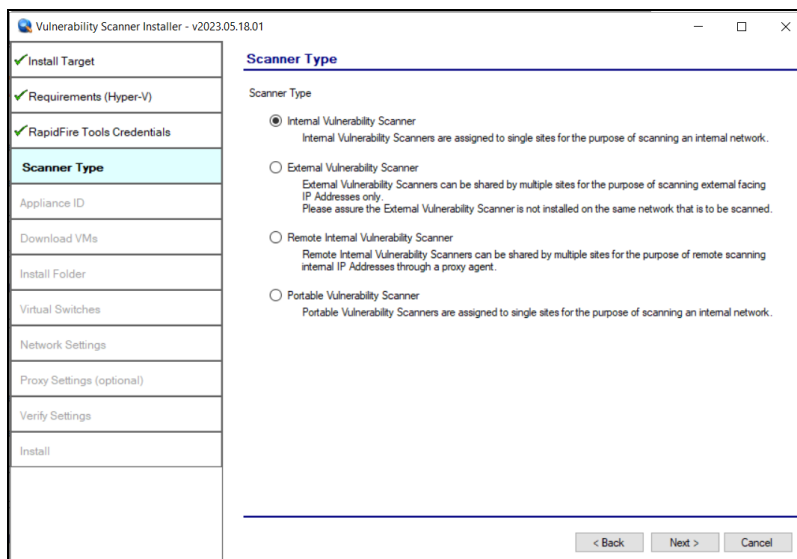 Vulnerability Scanner Installer - v2023.05.18.01
Install Target
Requirements (Hyper-V)
RapidFire Tools Credentials
Scanner Type
Appliance ID
Download VMs
Install Folder
Virtual Switches
Network Settings
Proxy Settings (optional)
Verify Settings
Install
Scanner Type
Scanner Type
Internal Vulnerability Scanner
Internal Vulnerability Scanners are assigned to single sites for the purpose of scanning an internal network.
External Vulnerability Scanner
External Vulnerability Scanners can be shared by multiple sites for the purpose of scanning external facing
IP Addresses only.
Please assure the External Vulnerability Scanner is not installed on the same network that is to be scanned.
Remote Internal Vulnerability Scanner
Remote Internal Vulnerability Scanners can be shared by multiple sites for the purpose of remote scanning
internal IP Addresses through a proxy agent.
Portable Vulnerability Scanner
Portable Vulnerability Scanners are assigned to single sites for the purpose of scanning an internal network.
< Back
Next >
Cancel